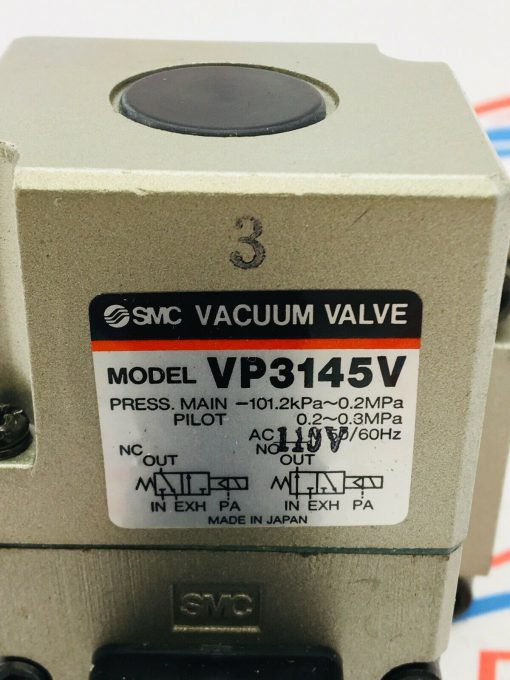 3
SMC VACUUM VALVE
MODEL VP3145V
PRESS. MAIN -101.2kPa~0.2MPa
PILOT 0.2~0.3MPa
AC 110V /60Hz
NC OUT NO OUT
IN EXH PA IN EXH PA
MADE IN JAPAN
SMC